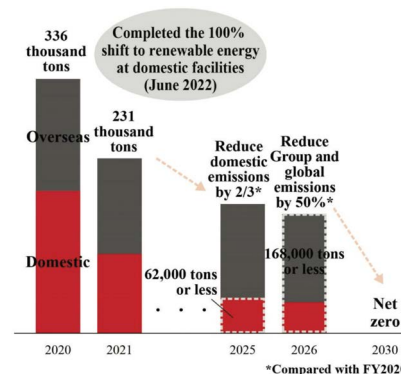 Completed the 100%
shift to renewable energy
at domestic facilities
(June 2022)
336
thousand
tons
231
thousand
tons
Overseas
Domestic
Reduce
domestic
emissions
by 2/3*
Reduce
Group and
global
emissions
by 50%*
62,000 tons
or less
168,000 tons
or less
Net
zero
2020
2021
2025
2026
2030
*Compared with FY2020